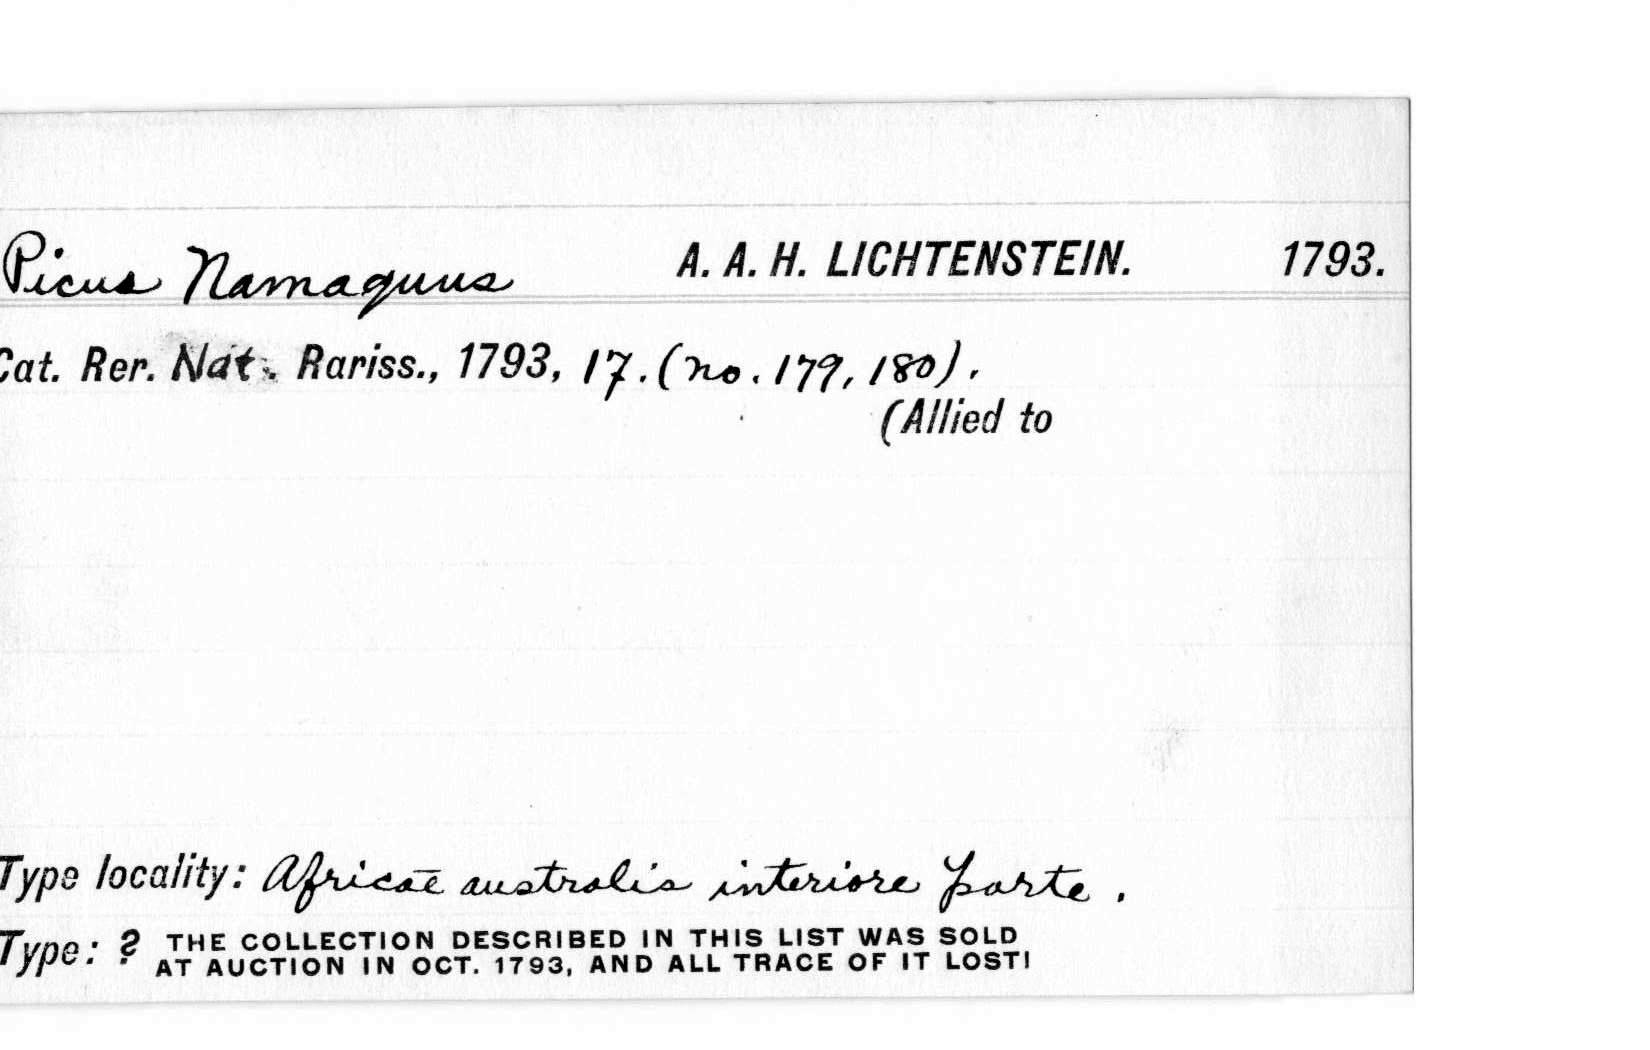 Picus Namaquus A. A. H. LICHTENSTEIN. 1793.
Cat. Rer. Nat. Rariss., 1793, 17. (no. 179, 180).
(Allied to
Type locality: Africae australis interiore parte.
Type: ? THE COLLECTION DESCRIBED IN THIS LIST WAS SOLD
AT AUCTION IN OCT. 1793, AND ALL TRACE OF IT LOST!